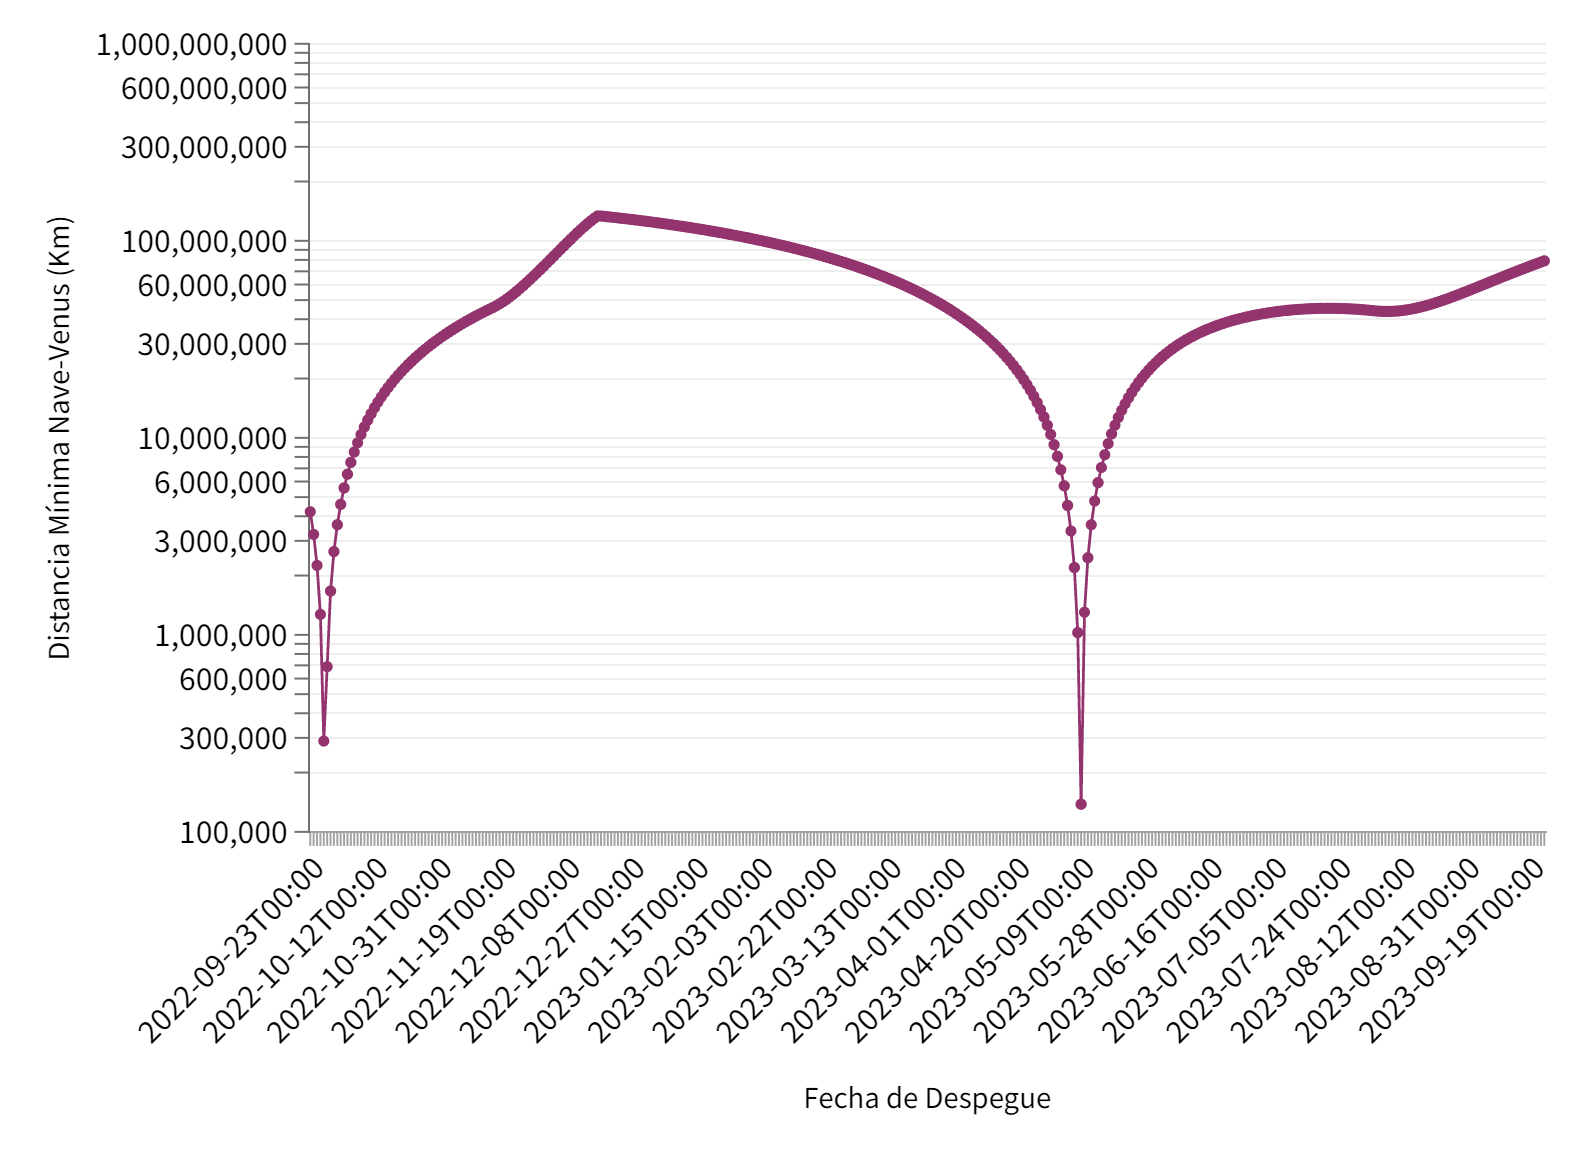 1,000,000,000
600,000,000
300,000,000
100,000,000
60,000,000
30,000,000
10,000,000
6,000,000
3,000,000
1,000,000
600,000
300,000
100,000
Distancia Mínima Nave-Venus (Km)
2022-09-23T00:00
2022-10-12T00:00
2022-10-31T00:00
2022-11-19T00:00
2022-12-08T00:00
2022-12-27T00:00
2023-01-15T00:00
2023-02-03T00:00
2023-02-22T00:00
2023-03-13T00:00
2023-04-01T00:00
2023-04-20T00:00
2023-05-09T00:00
2023-05-28T00:00
2023-06-16T00:00
2023-07-05T00:00
2023-07-24T00:00
2023-08-12T00:00
2023-08-31T00:00
2023-09-19T00:00
Fecha de Despegue